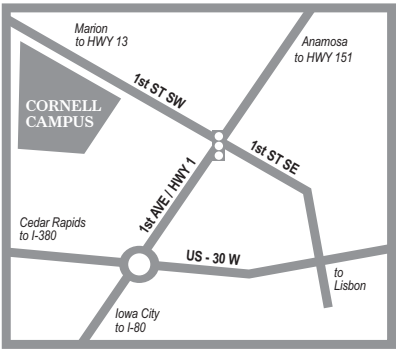 Marion
to HWY 13
Anamosa
to HWY 151
1st ST SW
CORNELL
CAMPUS
1st ST SE
1st AVE / HWY 1
Cedar Rapids
to I-380
US - 30 W
to
Lisbon
Iowa City
to I-80